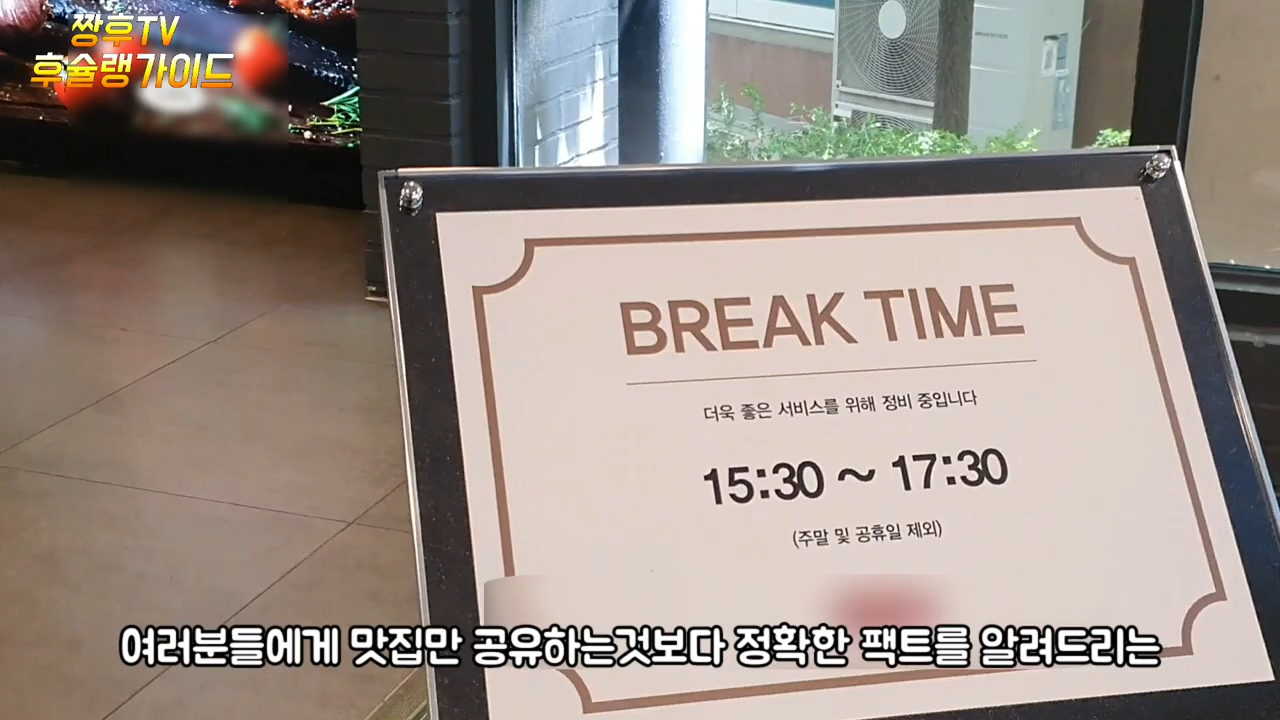 짱후TV
후슐랭가이드
BREAK TIME
더욱 좋은 서비스를 위해 정비 중입니다
15:30 ~ 17:30
(주말 및 공휴일 제외)
여러분들에게 맛집만 공유하는것보다 정확한 팩트를 알려드리는